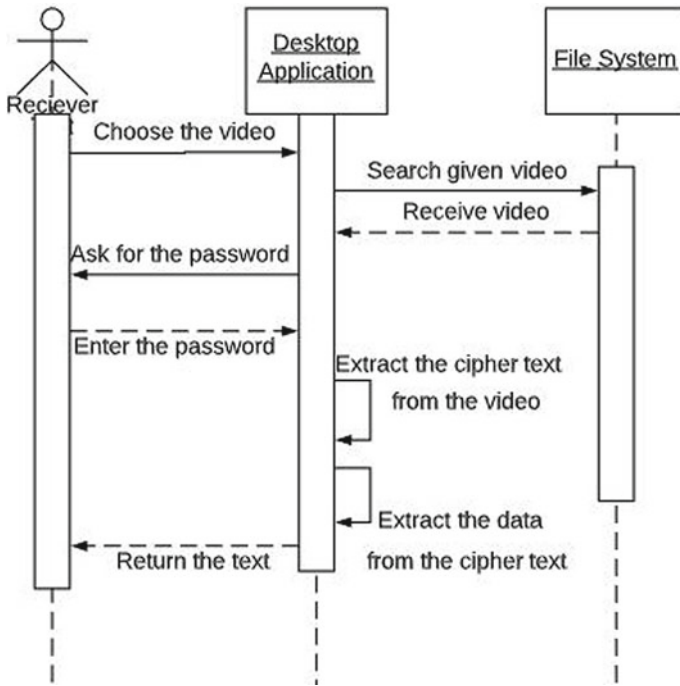 Desktop
Application
File System
Reciever
Choose the video
Search given video
Receive video
Ask for the password
Enter the password
Extract the cipher text
from the video
Extract the data
from the cipher text
Return the text